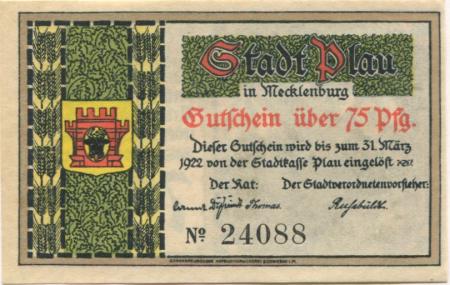 Stadt Plau
in Mecklenburg
Gutschein über 75 Pfg.
Dieser Gutschein wird bis zum 31. März
1922 von der Stadtkasse Plau eingelöst
Der Rat: Der Stadtverordnetenvorsteher:
Thomas
No 24088